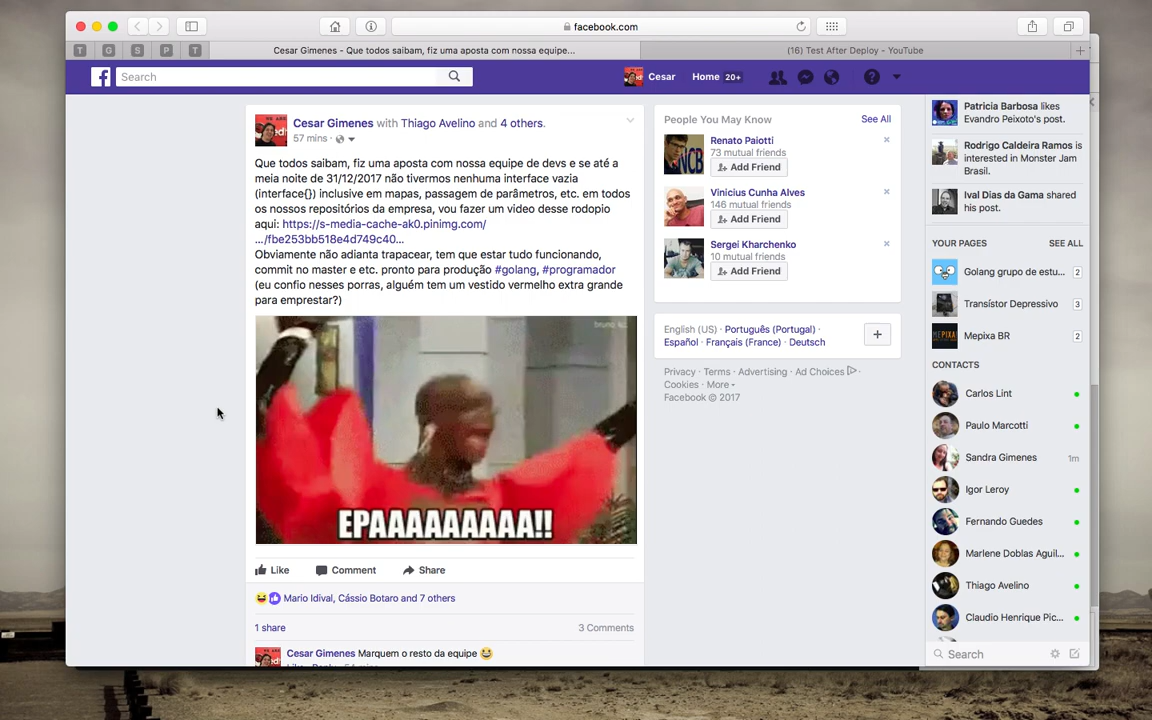 facebook.com
T G S P T
Cesar Gimenes - Que todos saibam, fiz uma aposta com nossa equipe...
(16) Test After Deploy - YouTube
Search
Cesar
Home 20+
Cesar Gimenes with Thiago Avelino and 4 others.
57 mins ·
Que todos saibam, fiz uma aposta com nossa equipe de devs e se até a
meia noite de 31/12/2017 não tivermos nenhuma interface vazia
(interface{}) inclusive em mapas, passagem de parâmetros, etc. em todos
os nossos repositórios da empresa, vou fazer um video desse rodopio
aqui: https://s-media-cache-ak0.pinimg.com/
.../fbe253bb518e4d749c40...
Obviamente não adianta trapacear, tem que estar tudo funcionando,
commit no master e etc. pronto para produção #golang, #programador
(eu confio nesses porras, alguém tem um vestido vermelho extra grande
para emprestar?)
EPAAAAAAAAA!!
Like Comment Share
Mario Idival, Cássio Botaro and 7 others
1 share
3 Comments
Cesar Gimenes Marquem o resto da equipe
People You May Know
See All
NCB
Renato Paiotti
73 mutual friends
Add Friend
Vinicius Cunha Alves
146 mutual friends
Add Friend
Sergei Kharchenko
10 mutual friends
Add Friend
English (US) · Português (Portugal) ·
Español · Français (France) · Deutsch
Privacy · Terms · Advertising · Ad Choices ·
Cookies · More
Facebook © 2017
Patricia Barbosa likes
Evandro Peixoto's post.
Rodrigo Caldeira Ramos is
interested in Monster Jam
Brasil.
Ival Dias da Gama shared
his post.
YOUR PAGES
SEE ALL
Golang grupo de estu... 2
Transístor Depressivo 3
Mepixa BR 2
CONTACTS
Carlos Lint
Paulo Marcotti
Sandra Gimenes 1m
Igor Leroy
Fernando Guedes
Marlene Doblas Aguil...
Thiago Avelino
Claudio Henrique Pic...
Search